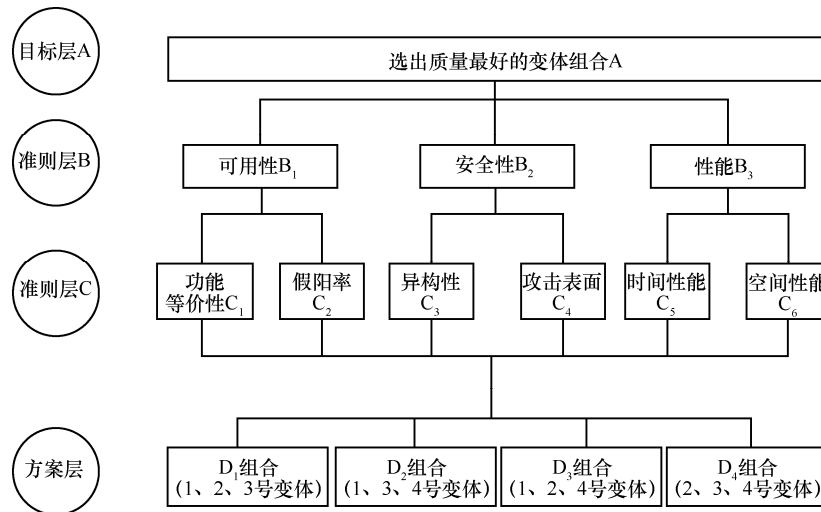 目标层A
选出质量最好的变体组合A
准则层B
可用性B₁
安全性B₂
性能B₃
准则层C
功能
等价性C₁
假阳率
C₂
异构性
C₃
攻击表面
C₄
时间性能
C₅
空间性能
C₆
方案层
D₁组合
(1、2、3号变体)
D₂组合
(1、3、4号变体)
D₃组合
(1、2、4号变体)
D₄组合
(2、3、4号变体)